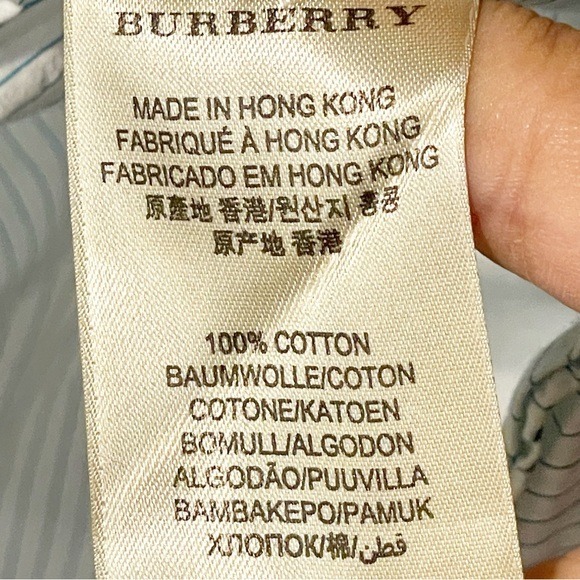 BURBERRY
MADE IN HONG KONG
FABRIQUÉ À HONG KONG
FABRICADO EM HONG KONG
原產地 香港/원산지 홍콩
原产地 香港
100% COTTON
BAUMWOLLE/COTON
COTONE/KATOEN
BOMULL/ALGODON
ALGODÃO/PUUVILLA
BAMBAKEPO/PAMUK
ХЛОПОК/棉/قطن